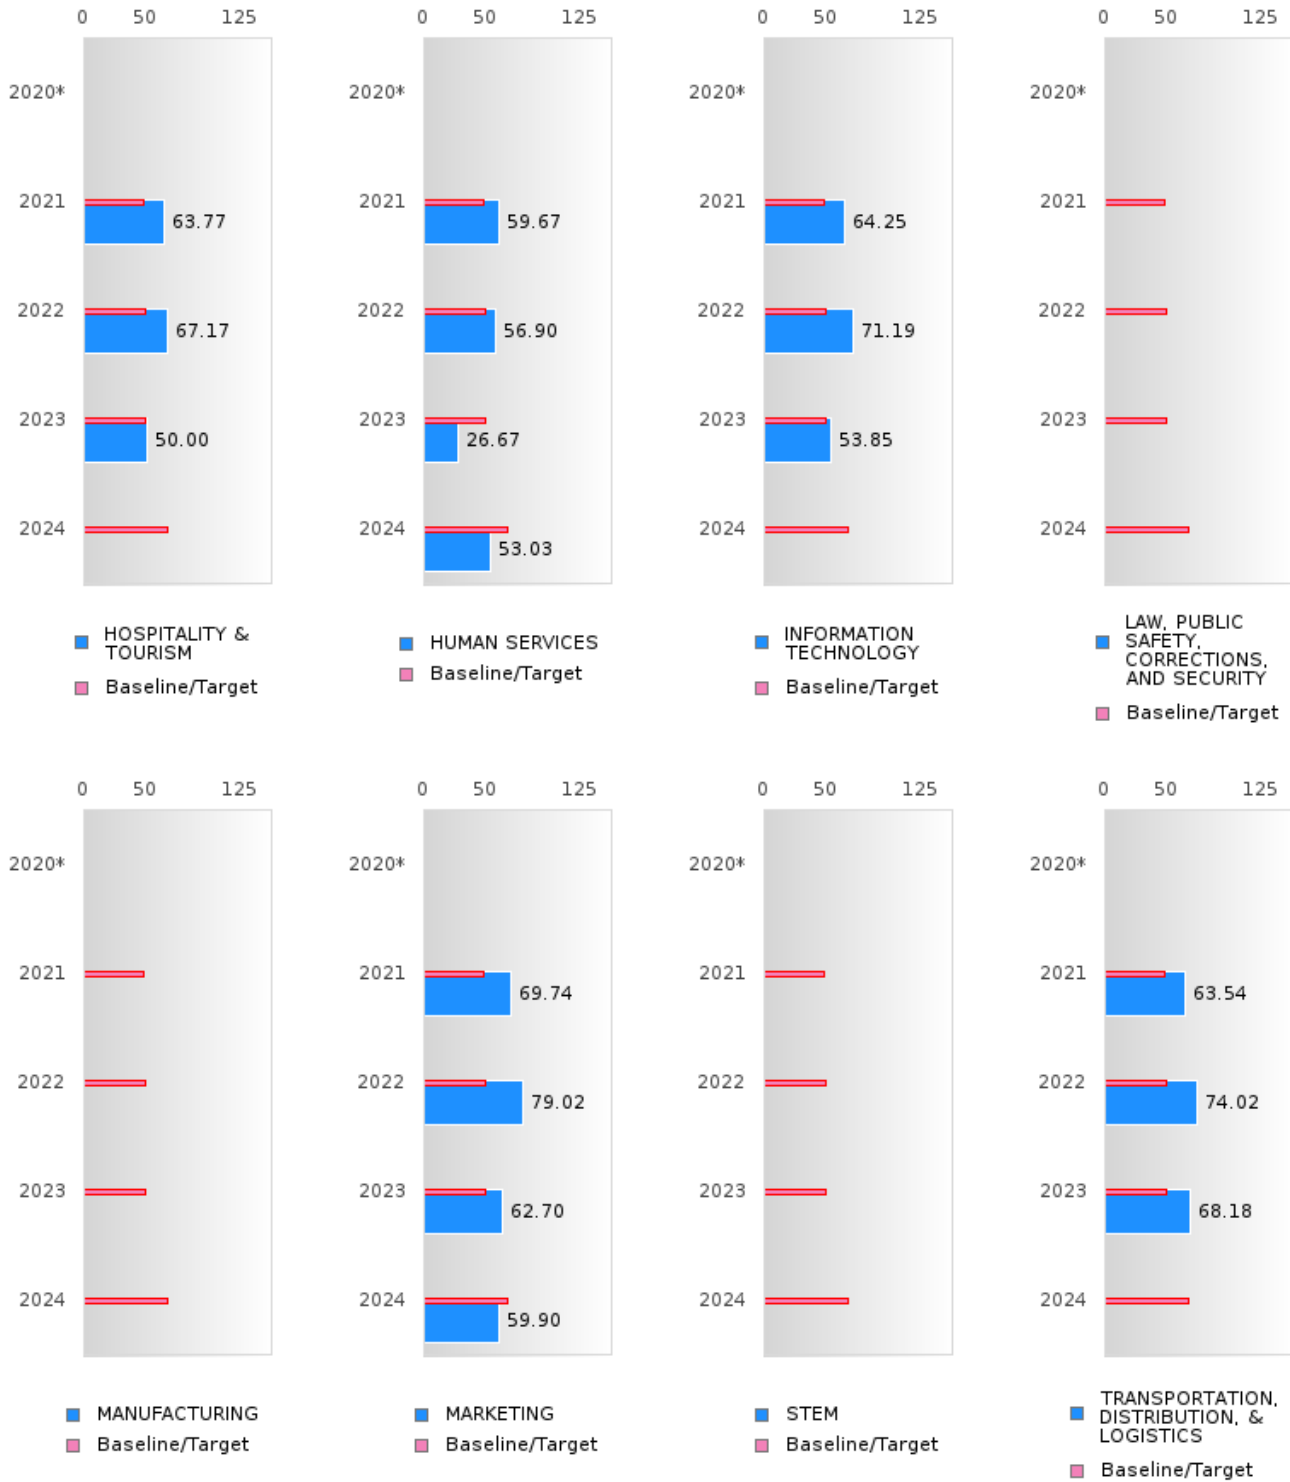 0 50 125
2020*
2021
63.77
2022
67.17
2023
50.00
2024
HOSPITALITY &
TOURISM
Baseline/Target
0 50 125
2020*
2021
59.67
2022
56.90
2023
26.67
2024
53.03
HUMAN SERVICES
Baseline/Target
0 50 125
2020*
2021
64.25
2022
71.19
2023
53.85
2024
INFORMATION
TECHNOLOGY
Baseline/Target
0 50 125
2020*
2021
2022
2023
2024
LAW, PUBLIC
SAFETY,
CORRECTIONS,
AND SECURITY
Baseline/Target
0 50 125
2020*
2021
2022
2023
2024
MANUFACTURING
Baseline/Target
0 50 125
2020*
2021
69.74
2022
79.02
2023
62.70
2024
59.90
MARKETING
Baseline/Target
0 50 125
2020*
2021
2022
2023
2024
STEM
Baseline/Target
0 50 125
2020*
2021
63.54
2022
74.02
2023
68.18
2024
TRANSPORTATION,
DISTRIBUTION, &
LOGISTICS
Baseline/Target